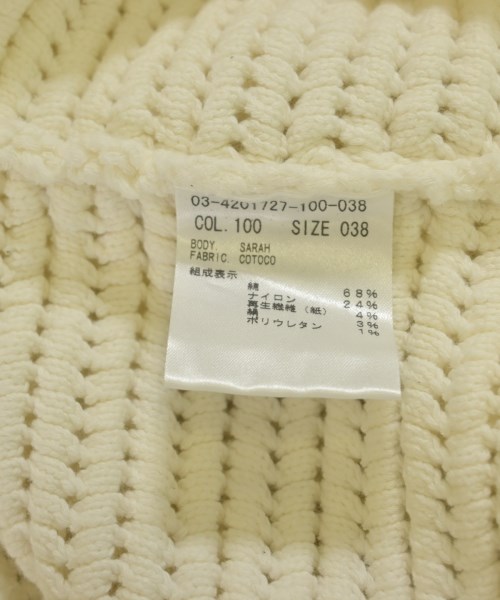 03-4201727-100-038
COL.100 SIZE 038
BODY. SARAH
FABRIC. COTOCO
組成表示
綿 68%
ナイロン 24%
再生繊維（紙） 4%
絹 3%
ポリウレタン 1%